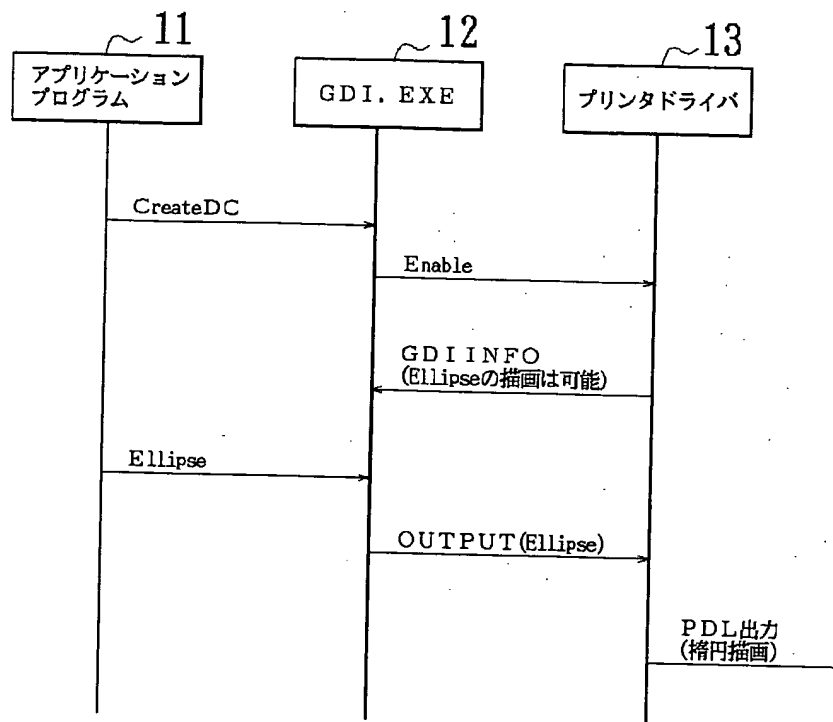 11
アプリケーション
プログラム
12
GDI.EXE
13
プリンタドライバ
CreateDC
Enable
GDIINFO
(Ellipseの描画は可能)
Ellipse
OUTPUT(Ellipse)
PDL出力
(楕円描画)